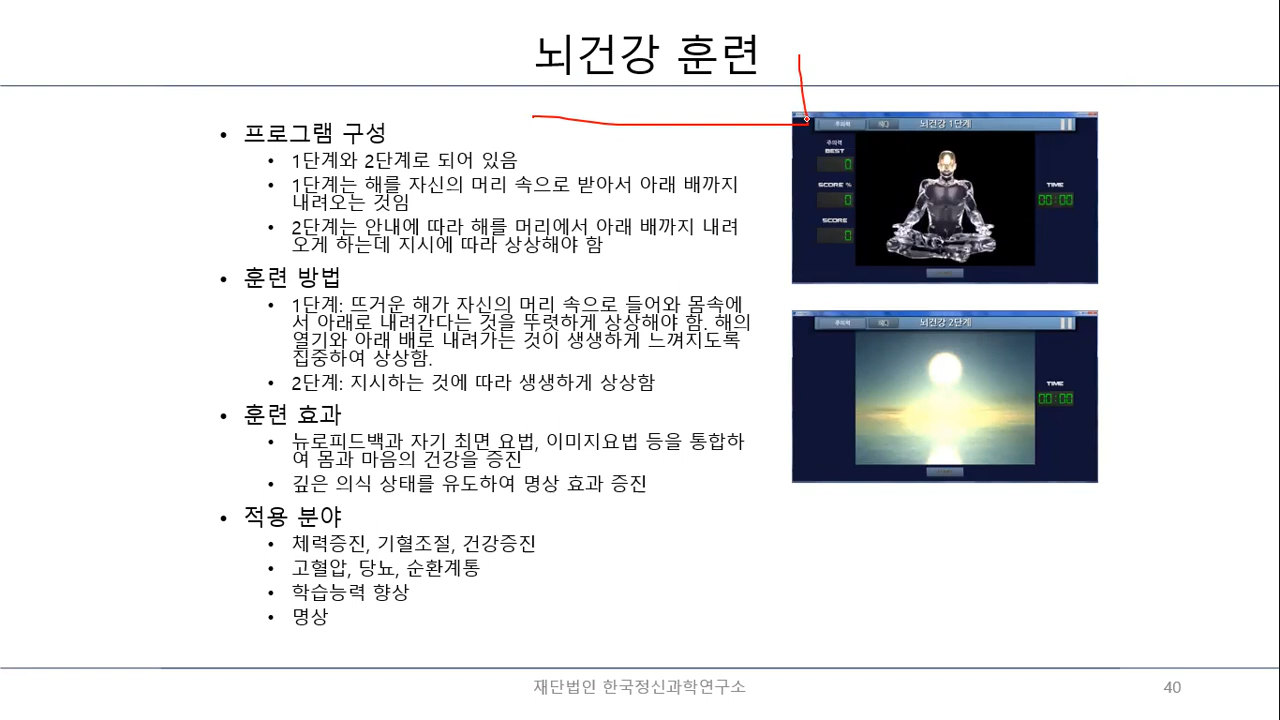 뇌건강 훈련
• 프로그램 구성
• 1단계와 2단계로 되어 있음
• 1단계는 해를 자신의 머리 속으로 받아서 아래 배까지
내려오는 것임
• 2단계는 안내에 따라 해를 머리에서 아래 배까지 내려
오게 하는데 지시에 따라 상상해야 함
• 훈련 방법
• 1단계: 뜨거운 해가 자신의 머리 속으로 들어와 몸속에
서 아래로 내려간다는 것을 뚜렷하게 상상해야 함. 해의
열기와 아래 배로 내려가는 것이 생생하게 느껴지도록
집중하여 상상함.
• 2단계: 지시하는 것에 따라 생생하게 상상함
• 훈련 효과
• 뉴로피드백과 자기 최면 요법, 이미지요법 등을 통합하
여 몸과 마음의 건강을 증진
• 깊은 의식 상태를 유도하여 명상 효과 증진
• 적용 분야
• 체력증진, 기혈조절, 건강증진
• 고혈압, 당뇨, 순환계통
• 학습능력 향상
• 명상
주의력
뇌건강 1단계
주의력
BEST
0
SCORE %
0
SCORE
0
TIME
00:00
주의력
뇌건강 2단계
TIME
00:00
재단법인 한국정신과학연구소
40